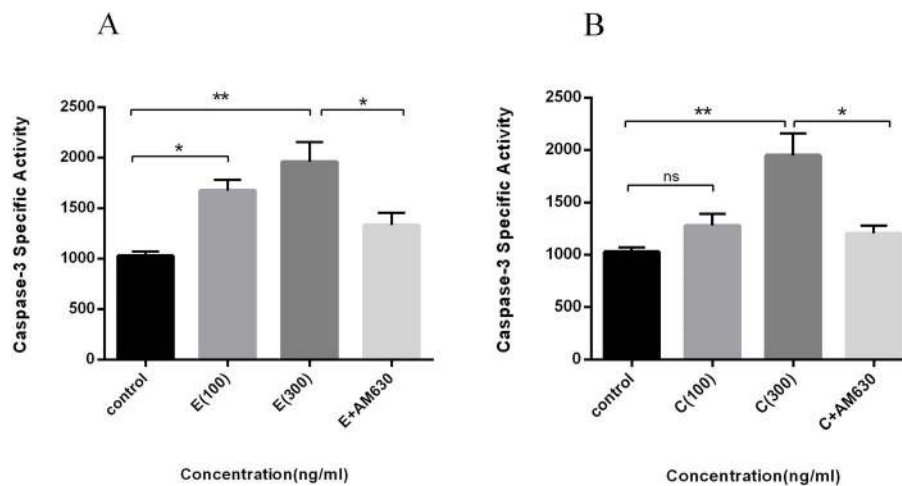 A
Caspase-3 Specific Activity
2500
2000
1500
1000
500
0
**
*
*
control
E(100)
E(300)
E+AM630
Concentration(ng/ml)
B
Caspase-3 Specific Activity
2500
2000
1500
1000
500
0
**
*
ns
control
C(100)
C(300)
C+AM630
Concentration(ng/ml)